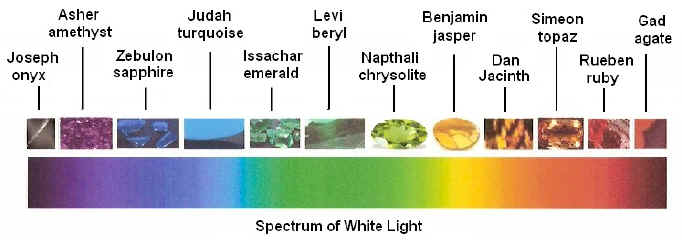 Joseph
onyx
Asher
amethyst
Zebulon
sapphire
Judah
turquoise
Issachar
emerald
Levi
beryl
Napthali
chrysolite
Benjamin
jasper
Dan
Jacinth
Simeon
topaz
Rueben
ruby
Gad
agate
Spectrum of White Light